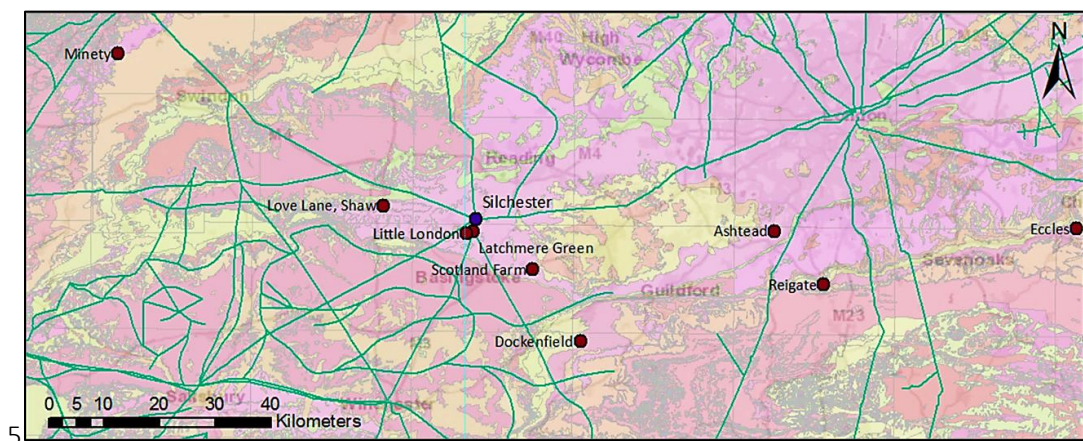 N
Minety
M40 High
Wycombe
Swindon
M4
Reading M4
M3
Silchester
Love Lane, Shaw
Little London
Latchmere Green
Ashtead
Eccles
Scotland Farm
Basingstoke
Sevenoaks
Guildford
Reigate
M23
M3
Dockenfield
Salisbury
Winchester
0 5 10 20 30 40
Kilometers
5